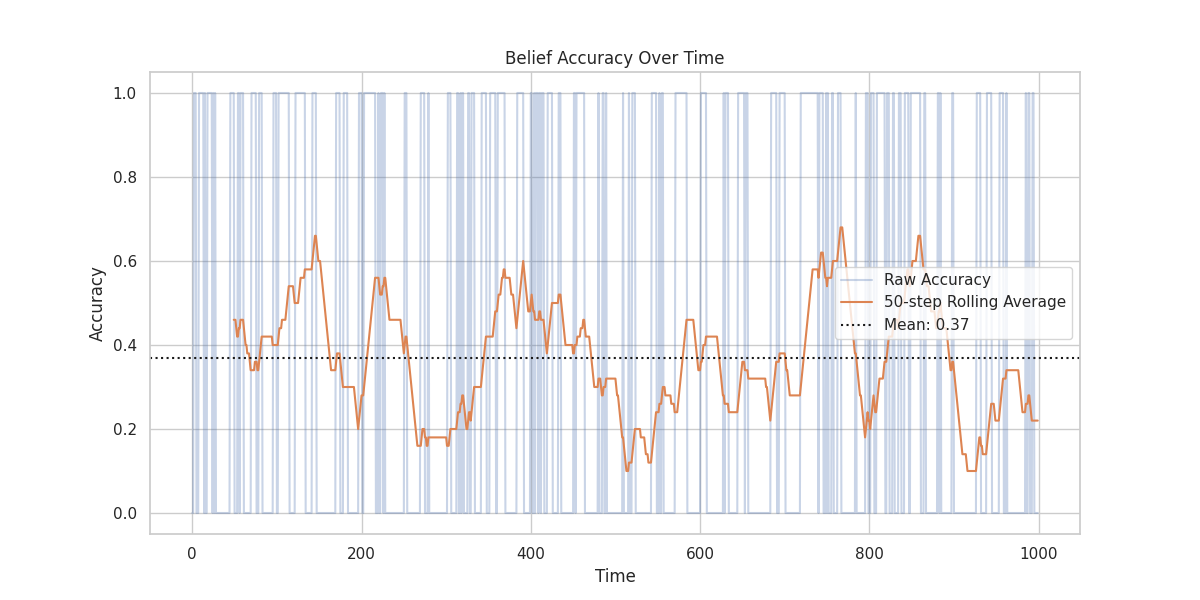 Belief Accuracy Over Time
Accuracy
1.0
0.8
0.6
0.4
0.2
0.0
Raw Accuracy
50-step Rolling Average
Mean: 0.37
0
200
400
600
800
1000
Time